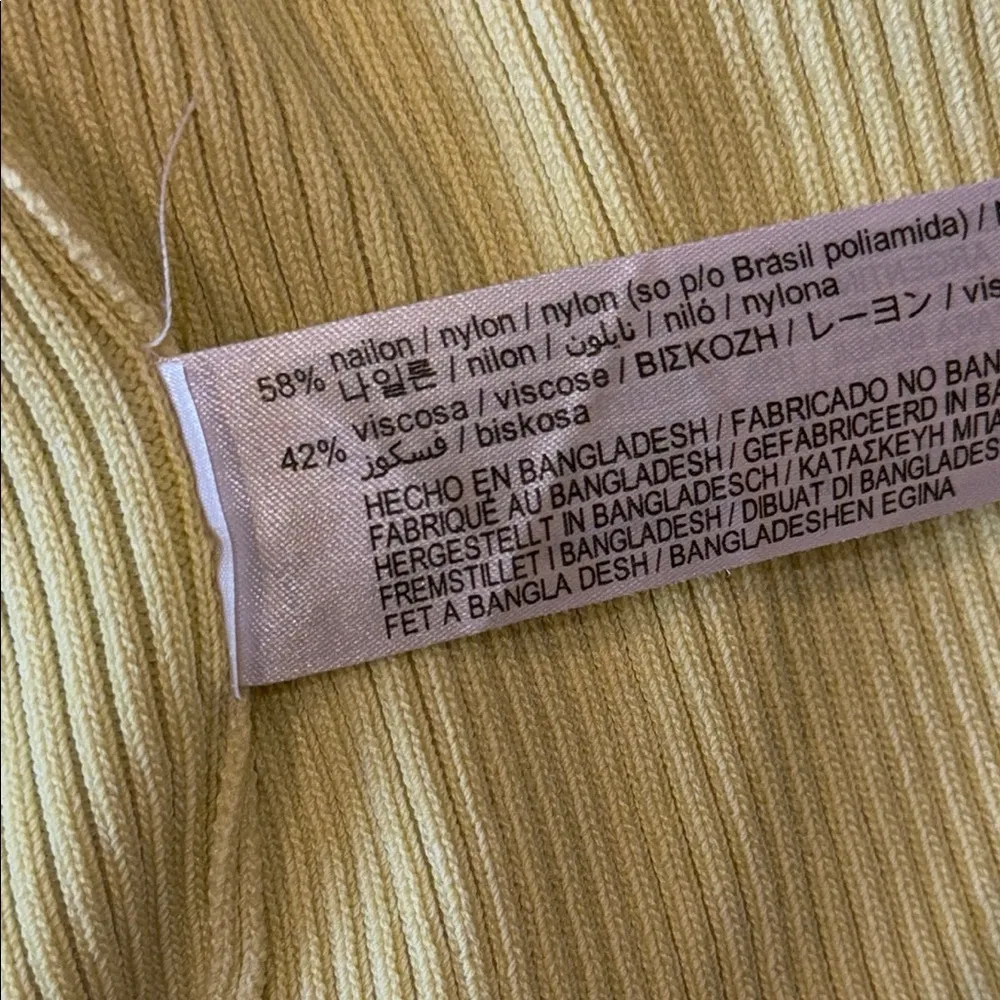 58% nailon / nylon / nylon (so p/o Brasil poliamida) /
나일론 / nilon / نايلون / niló / nylona
42% viscosa / viscose / ΒΙΣΚΟΖΗ / レーヨン / vis
فسكوز / biskosa
HECHO EN BANGLADESH / FABRICADO NO BAN
FABRIQUÉ AU BANGLADESH / GEFABRICEERD IN BA
HERGESTELLT IN BANGLADESCH / ΚΑΤΑΣΚΕΥΗ ΜΠΑ
FREMSTILLET I BANGLADESH / DIBUAT DI BANGLADES
FET A BANGLA DESH / BANGLADESHEN EGINA